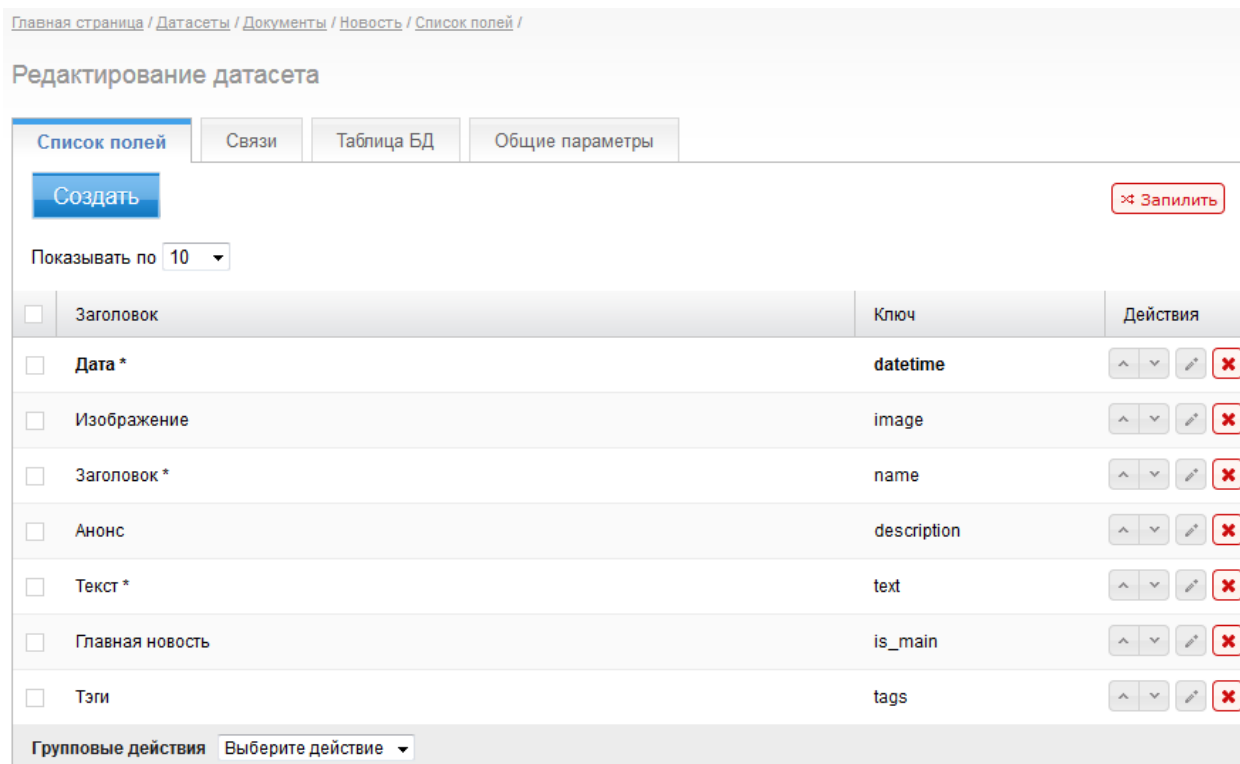 Главная страница / Датасеты / Документы / Новость / Список полей /
Редактирование датасета
Список полей Связи Таблица БД Общие параметры
Создать Запилить
Показывать по 10
Заголовок Ключ Действия
Дата * datetime
Изображение image
Заголовок * name
Анонс description
Текст * text
Главная новость is_main
Тэги tags
Групповые действия Выберите действие